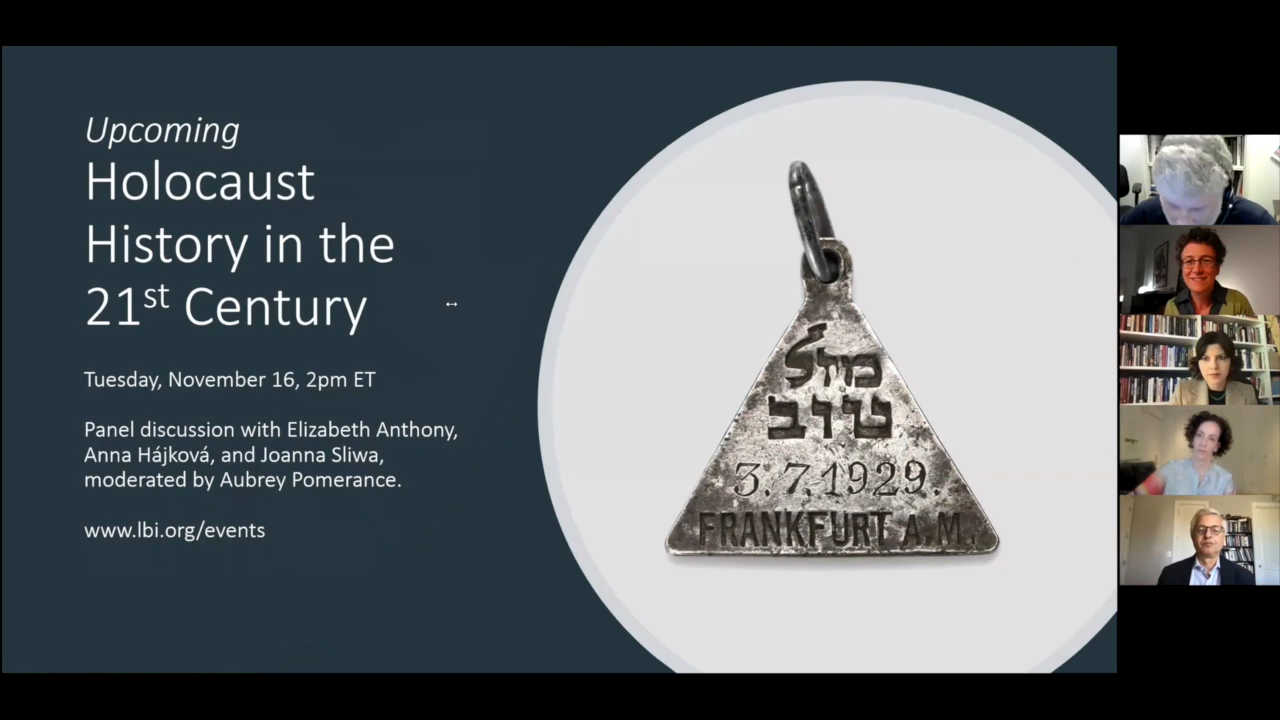 Upcoming
Holocaust
History in the
21st Century
Tuesday, November 16, 2pm ET
Panel discussion with Elizabeth Anthony,
Anna Hájková, and Joanna Sliwa,
moderated by Aubrey Pomerance.
www.lbi.org/events
מזל
טוב
3.7.1929.
FRANKFURT A.M.